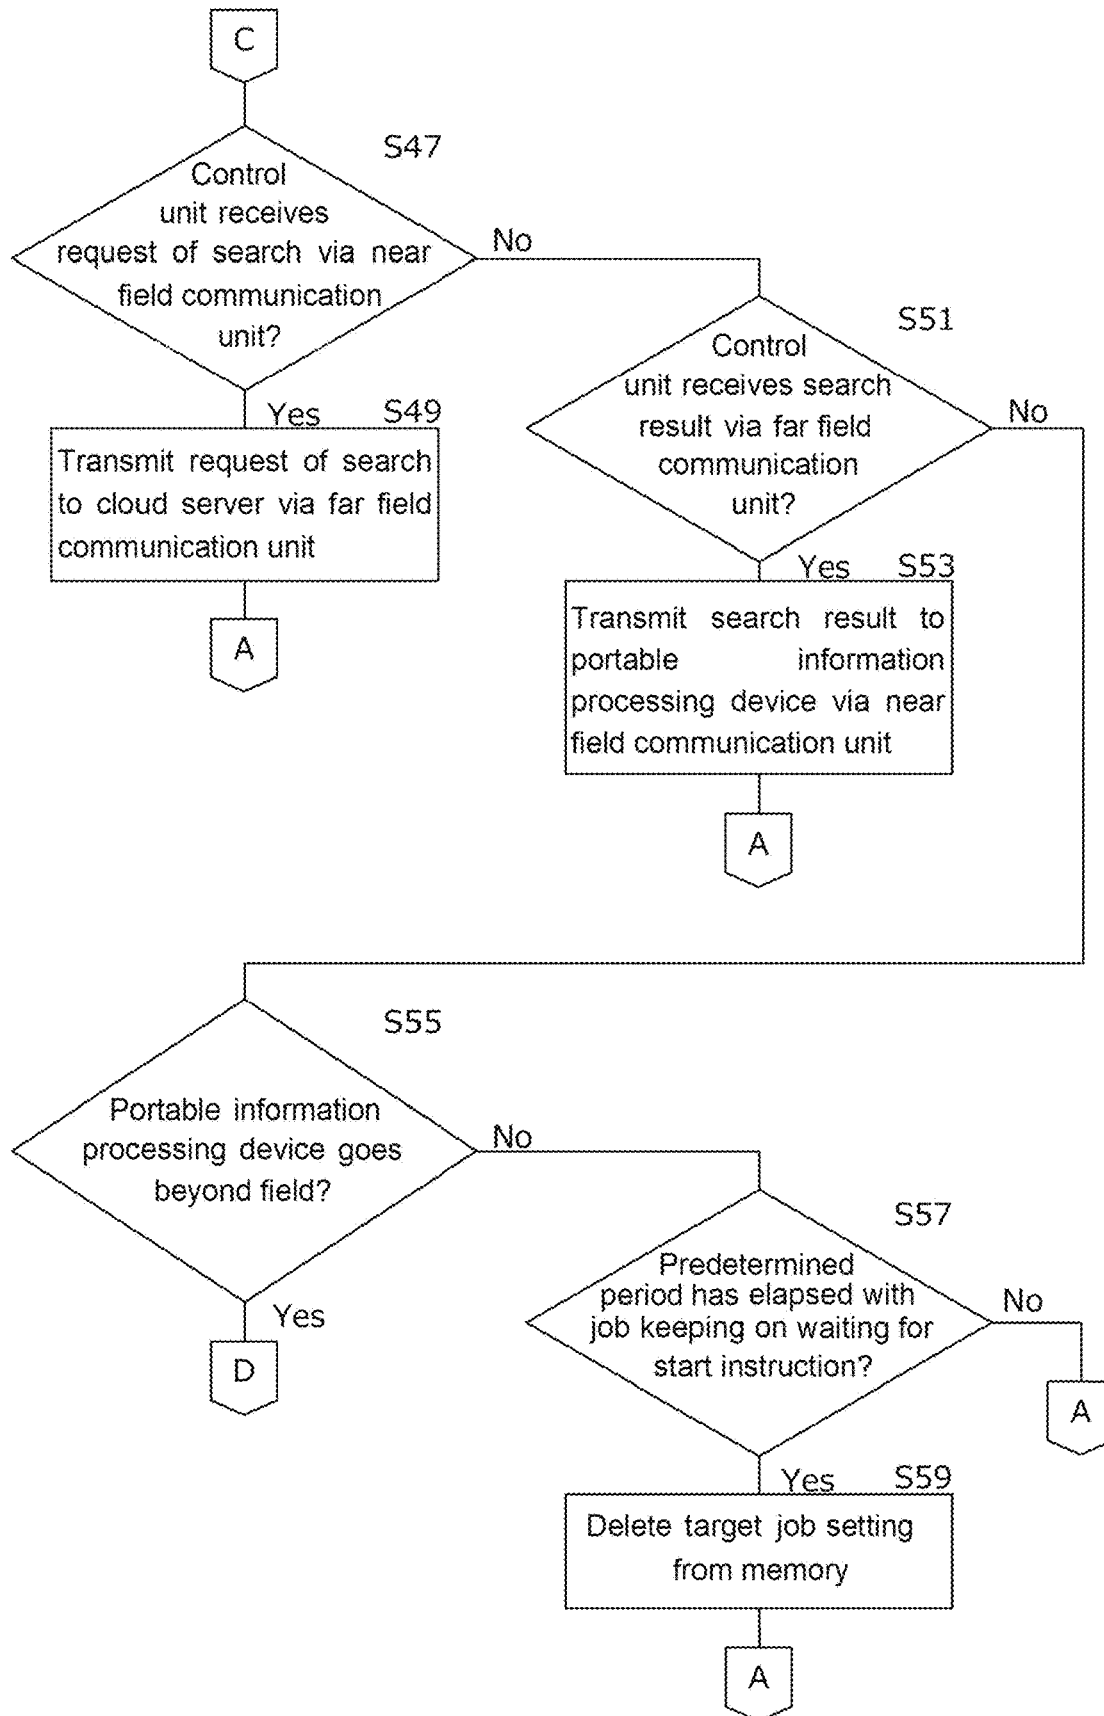 C
S47
Control
unit receives
request of search via near
field communication
unit?
No
Yes
S49
Transmit request of search
to cloud server via far field
communication unit
A
S51
Control
unit receives search
result via far field
communication
unit?
No
Yes
S53
Transmit search result to
portable information
processing device via near
field communication unit
A
S55
Portable information
processing device goes
beyond field?
No
Yes
D
S57
Predetermined
period has elapsed with
job keeping on waiting for
start instruction?
No
A
Yes
S59
Delete target job setting
from memory
A